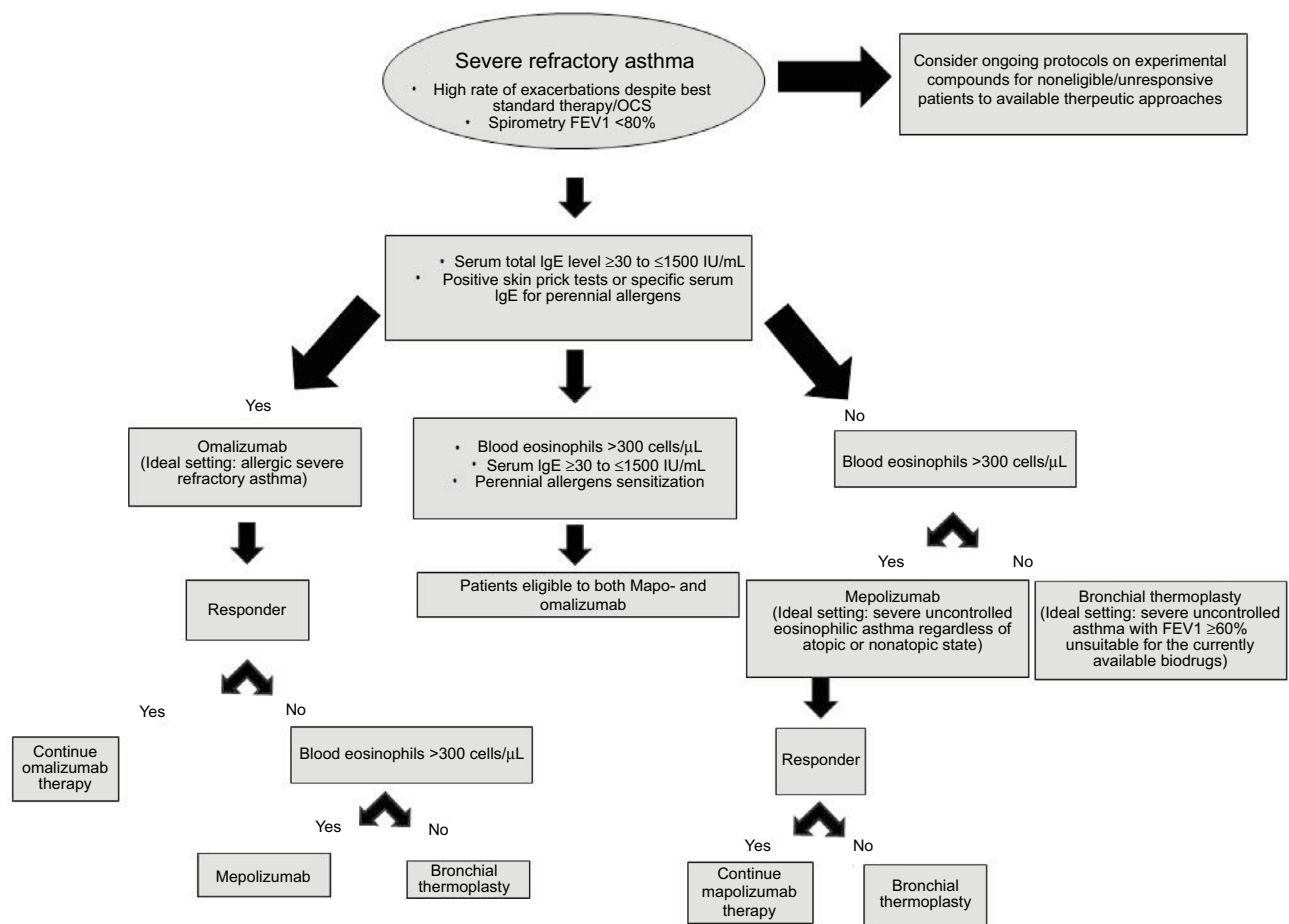 Severe refractory asthma
• High rate of exacerbations despite best
standard therapy/OCS
• Spirometry FEV1 <80%
Consider ongoing protocols on experimental
compounds for noneligible/unresponsive
patients to available therpeutic approaches
• Serum total IgE level ≥30 to ≤1500 IU/mL
• Positive skin prick tests or specific serum
IgE for perennial allergens
Yes
No
Omalizumab
(Ideal setting: allergic severe
refractory asthma)
• Blood eosinophils >300 cells/μL
• Serum IgE ≥30 to ≤1500 IU/mL
• Perennial allergens sensitization
Blood eosinophils >300 cells/μL
Responder
Patients eligible to both Mapo- and
omalizumab
Yes
No
Mepolizumab
(Ideal setting: severe uncontrolled
eosinophilic asthma regardless of
atopic or nonatopic state)
Bronchial thermoplasty
(Ideal setting: severe uncontrolled
asthma with FEV1 ≥60%
unsuitable for the currently
available biodrugs)
Yes
No
Continue
omalizumab
therapy
Blood eosinophils >300 cells/μL
Responder
Yes
No
Mepolizumab
Bronchial
thermoplasty
Yes
No
Continue
mapolizumab
therapy
Bronchial
thermoplasty